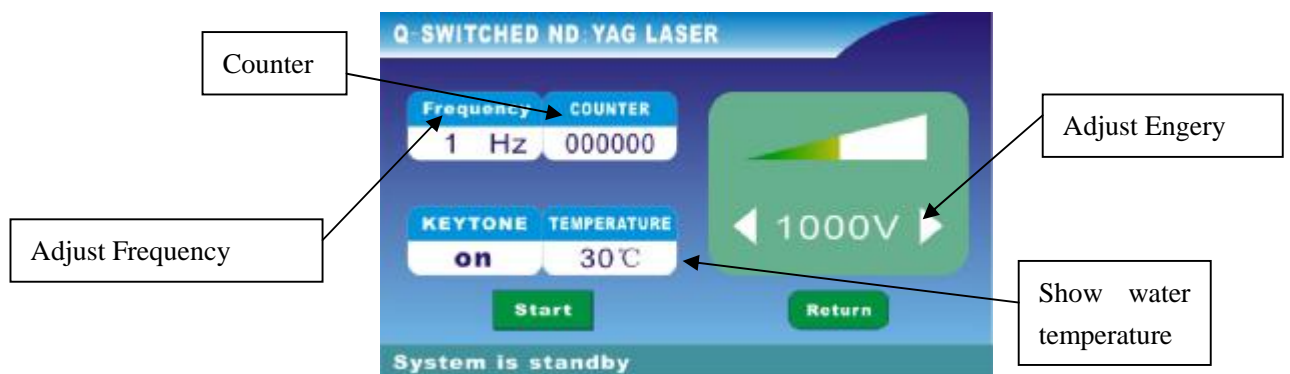 Q-SWITCHED ND:YAG LASER
Counter
Frequency COUNTER
1 Hz 000000
Adjust Engery
Adjust Frequency
KEYTONE TEMPERATURE
on 30℃
1000V
Show water
temperature
Start
Return
System is standby